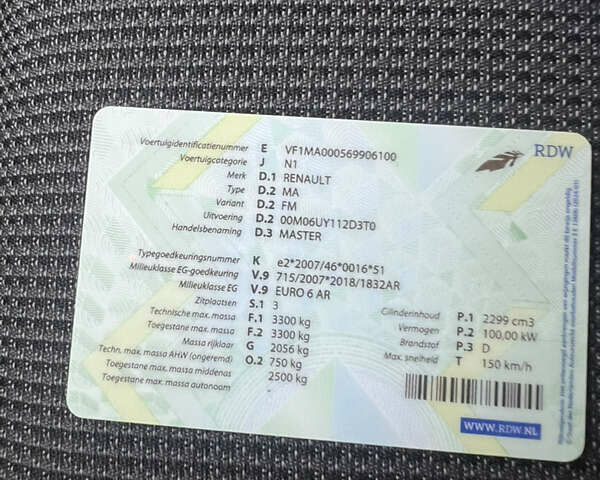 RDW
Voertuigidentificatienummer E VF1MA000569906100
Voertuigcategorie J N1
Merk D.1 RENAULT
Type D.2 MA
Variant D.2 FM
Uitvoering D.2 00M06UY112D3T0
Handelsbenaming D.3 MASTER
Typegoedkeuringsnummer K e2*2007/46*0016*51
Milieuklasse EG-goedkeuring V.9 715/2007*2018/1832AR
Milieuklasse EG V.9 EURO 6 AR
Zitplaatsen S.1 3
Technische max. massa F.1 3300 kg
Toegestane max. massa F.2 3300 kg
Massa rijklaar G 2056 kg
Techn. max. massa AHW (ongeremd) O.2 750 kg
Toegestane max. massa middenas 2500 kg
Toegestane max. massa autonoom
Cilinderinhoud P.1 2299 cm3
Vermogen P.2 100,00 kW
Brandstof P.3 D
Max. snelheid T 150 km/h
WWW.RDW.NL